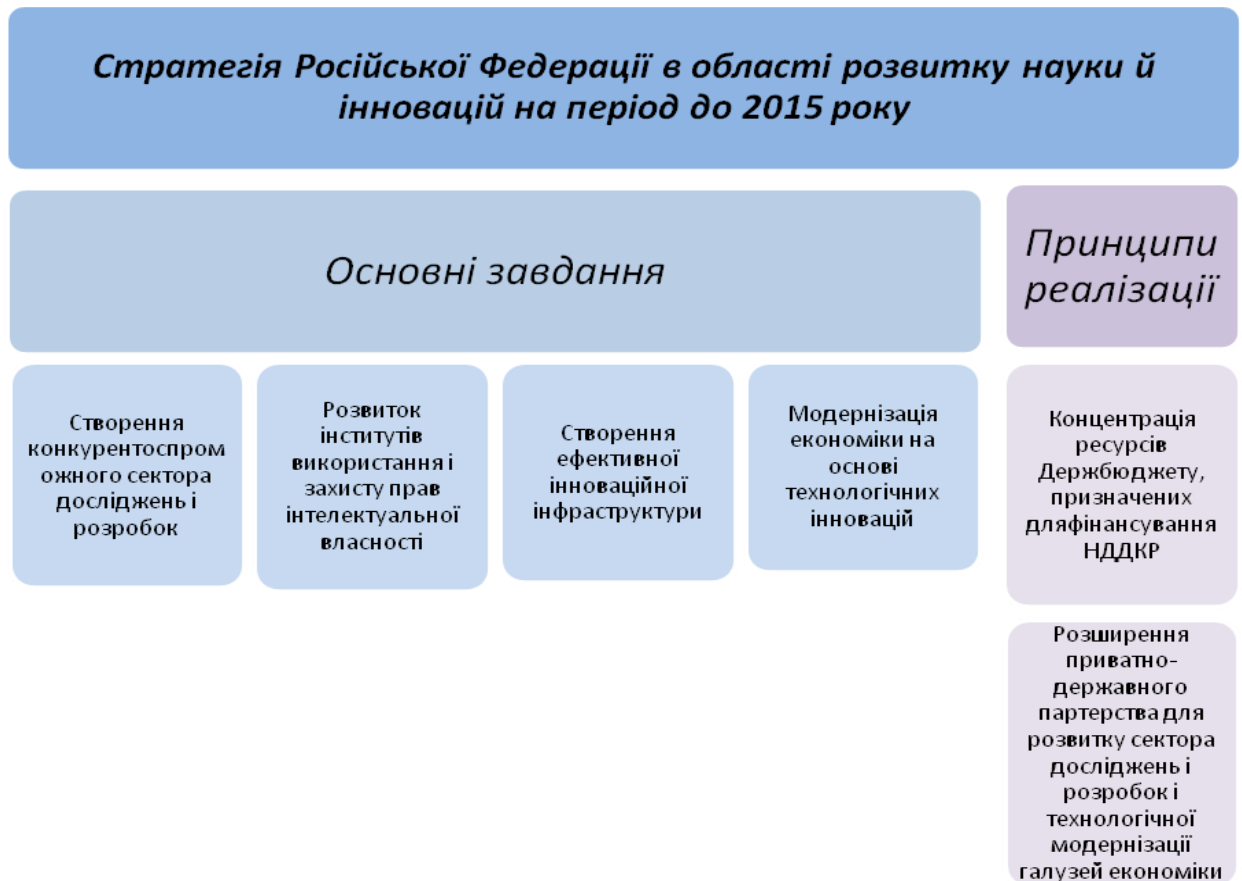 Стратегія Російської Федерації в області розвитку науки й
інновацій на період до 2015 року
Основні завдання
Принципи
реалізації
Створення
конкурентоспром
ожного сектора
досліджень і
розробок
Розвиток
інститутів
використання і
захисту прав
інтелектуальної
власності
Створення
ефективної
інноваційної
інфраструктури
Модернізація
економіки на
основі
технологічних
інновацій
Концентрація
ресурсів
Держбюджету,
призначених
дляфінансування
НДДКР
Розширення
приватно-
державного
партерства для
розвитку сектора
досліджень і
розробок і
технологічної
модернізації
галузей економіки